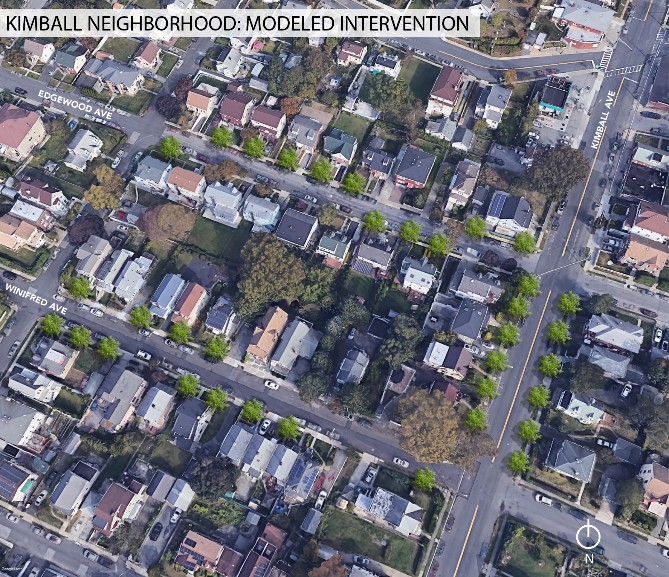 KIMBALL NEIGHBORHOOD: MODELED INTERVENTION
EDGEWOOD AVE
KIMBALL AVE
WINIFRED AVE
N